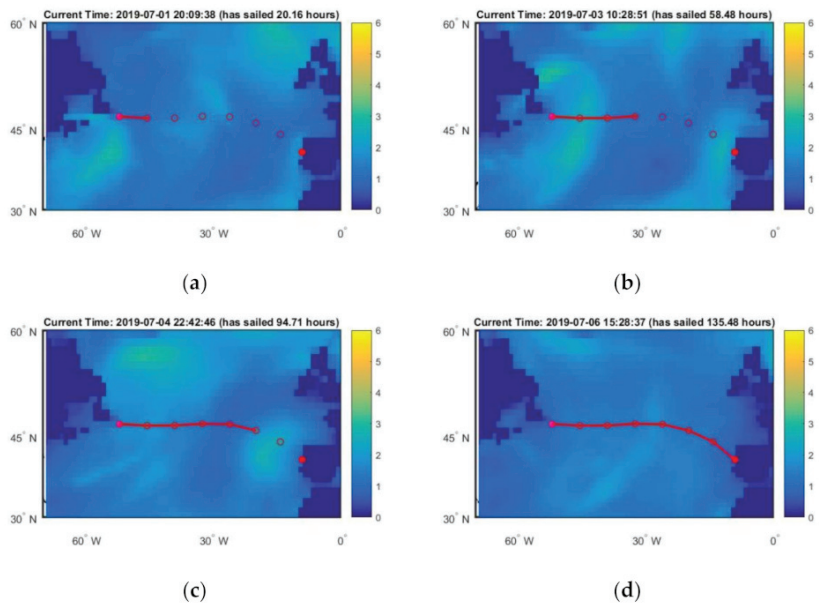 Current Time: 2019-07-01 20:09:38 (has sailed 20.16 hours)
60° N
45° N
30° N
60° W
30° W
0°
6
5
4
3
2
1
0
(a)
Current Time: 2019-07-03 10:28:51 (has sailed 58.48 hours)
60° N
45° N
30° N
60° W
30° W
0°
6
5
4
3
2
1
0
(b)
Current Time: 2019-07-04 22:42:46 (has sailed 94.71 hours)
60° N
45° N
30° N
60° W
30° W
0°
6
5
4
3
2
1
0
(c)
Current Time: 2019-07-06 15:28:37 (has sailed 135.48 hours)
60° N
45° N
30° N
60° W
30° W
0°
6
5
4
3
2
1
0
(d)